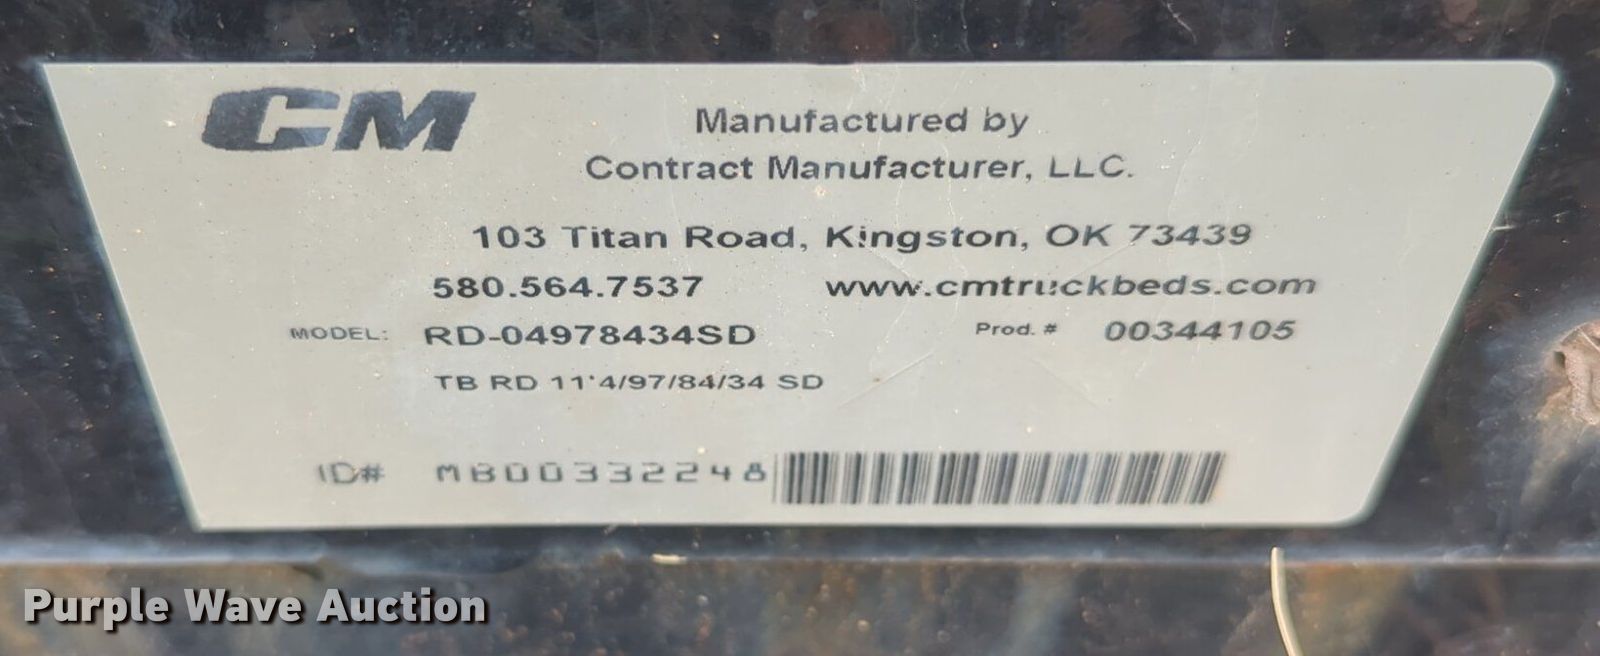 CM
Manufactured by
Contract Manufacturer, LLC.
103 Titan Road, Kingston, OK 73439
580.564.7537 www.cmtruckbeds.com
MODEL: RD-04978434SD Prod. # 00344105
TB RD 11'4/97/84/34 SD
ID# MB00332248
Purple Wave Auction